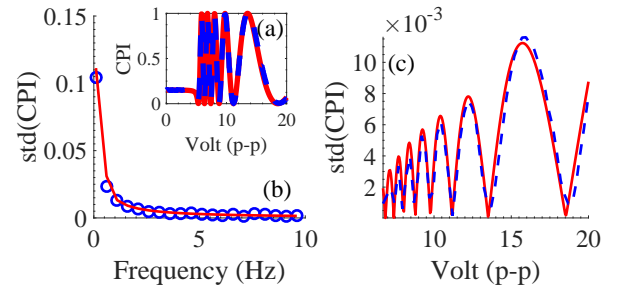 (a)
CPI
1
0.5
0
0 10 20
Volt (p-p)
std(CPI)
0.15
0.1
0.05
0
(b)
0 5 10
Frequency (Hz)
×10⁻³
(c)
std(CPI)
10
8
6
4
2
10 15 20
Volt (p-p)